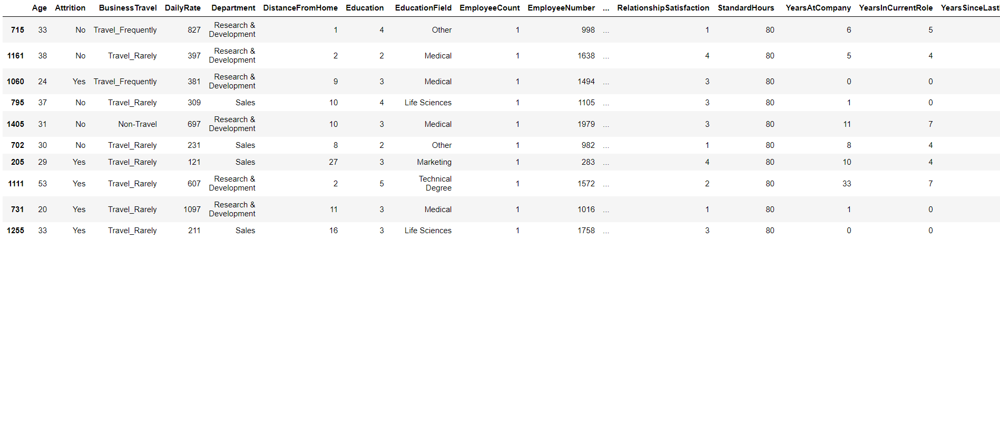 Age Attrition BusinessTravel DailyRate Department DistanceFromHome Education EducationField EmployeeCount EmployeeNumber ... RelationshipSatisfaction StandardHours YearsAtCompany YearsInCurrentRole YearsSinceLast
715 33 No Travel_Frequently 827 Research & Development 1 4 Other 1 998 ... 1 80 6 5
1161 38 No Travel_Rarely 397 Research & Development 2 2 Medical 1 1638 ... 4 80 5 4
1060 24 Yes Travel_Frequently 381 Research & Development 9 3 Medical 1 1494 ... 3 80 0 0
795 37 No Travel_Rarely 309 Sales 10 4 Life Sciences 1 1105 ... 3 80 1 0
1405 31 No Non-Travel 697 Research & Development 10 3 Medical 1 1979 ... 3 80 11 7
702 30 No Travel_Rarely 231 Sales 8 2 Other 1 982 ... 1 80 8 4
205 29 Yes Travel_Rarely 121 Sales 27 3 Marketing 1 283 ... 4 80 10 4
1111 53 Yes Travel_Rarely 607 Research & Development 2 5 Technical Degree 1 1572 ... 2 80 33 7
731 20 Yes Travel_Rarely 1097 Research & Development 11 3 Medical 1 1016 ... 1 80 1 0
1255 33 Yes Travel_Rarely 211 Sales 16 3 Life Sciences 1 1758 ... 3 80 0 0